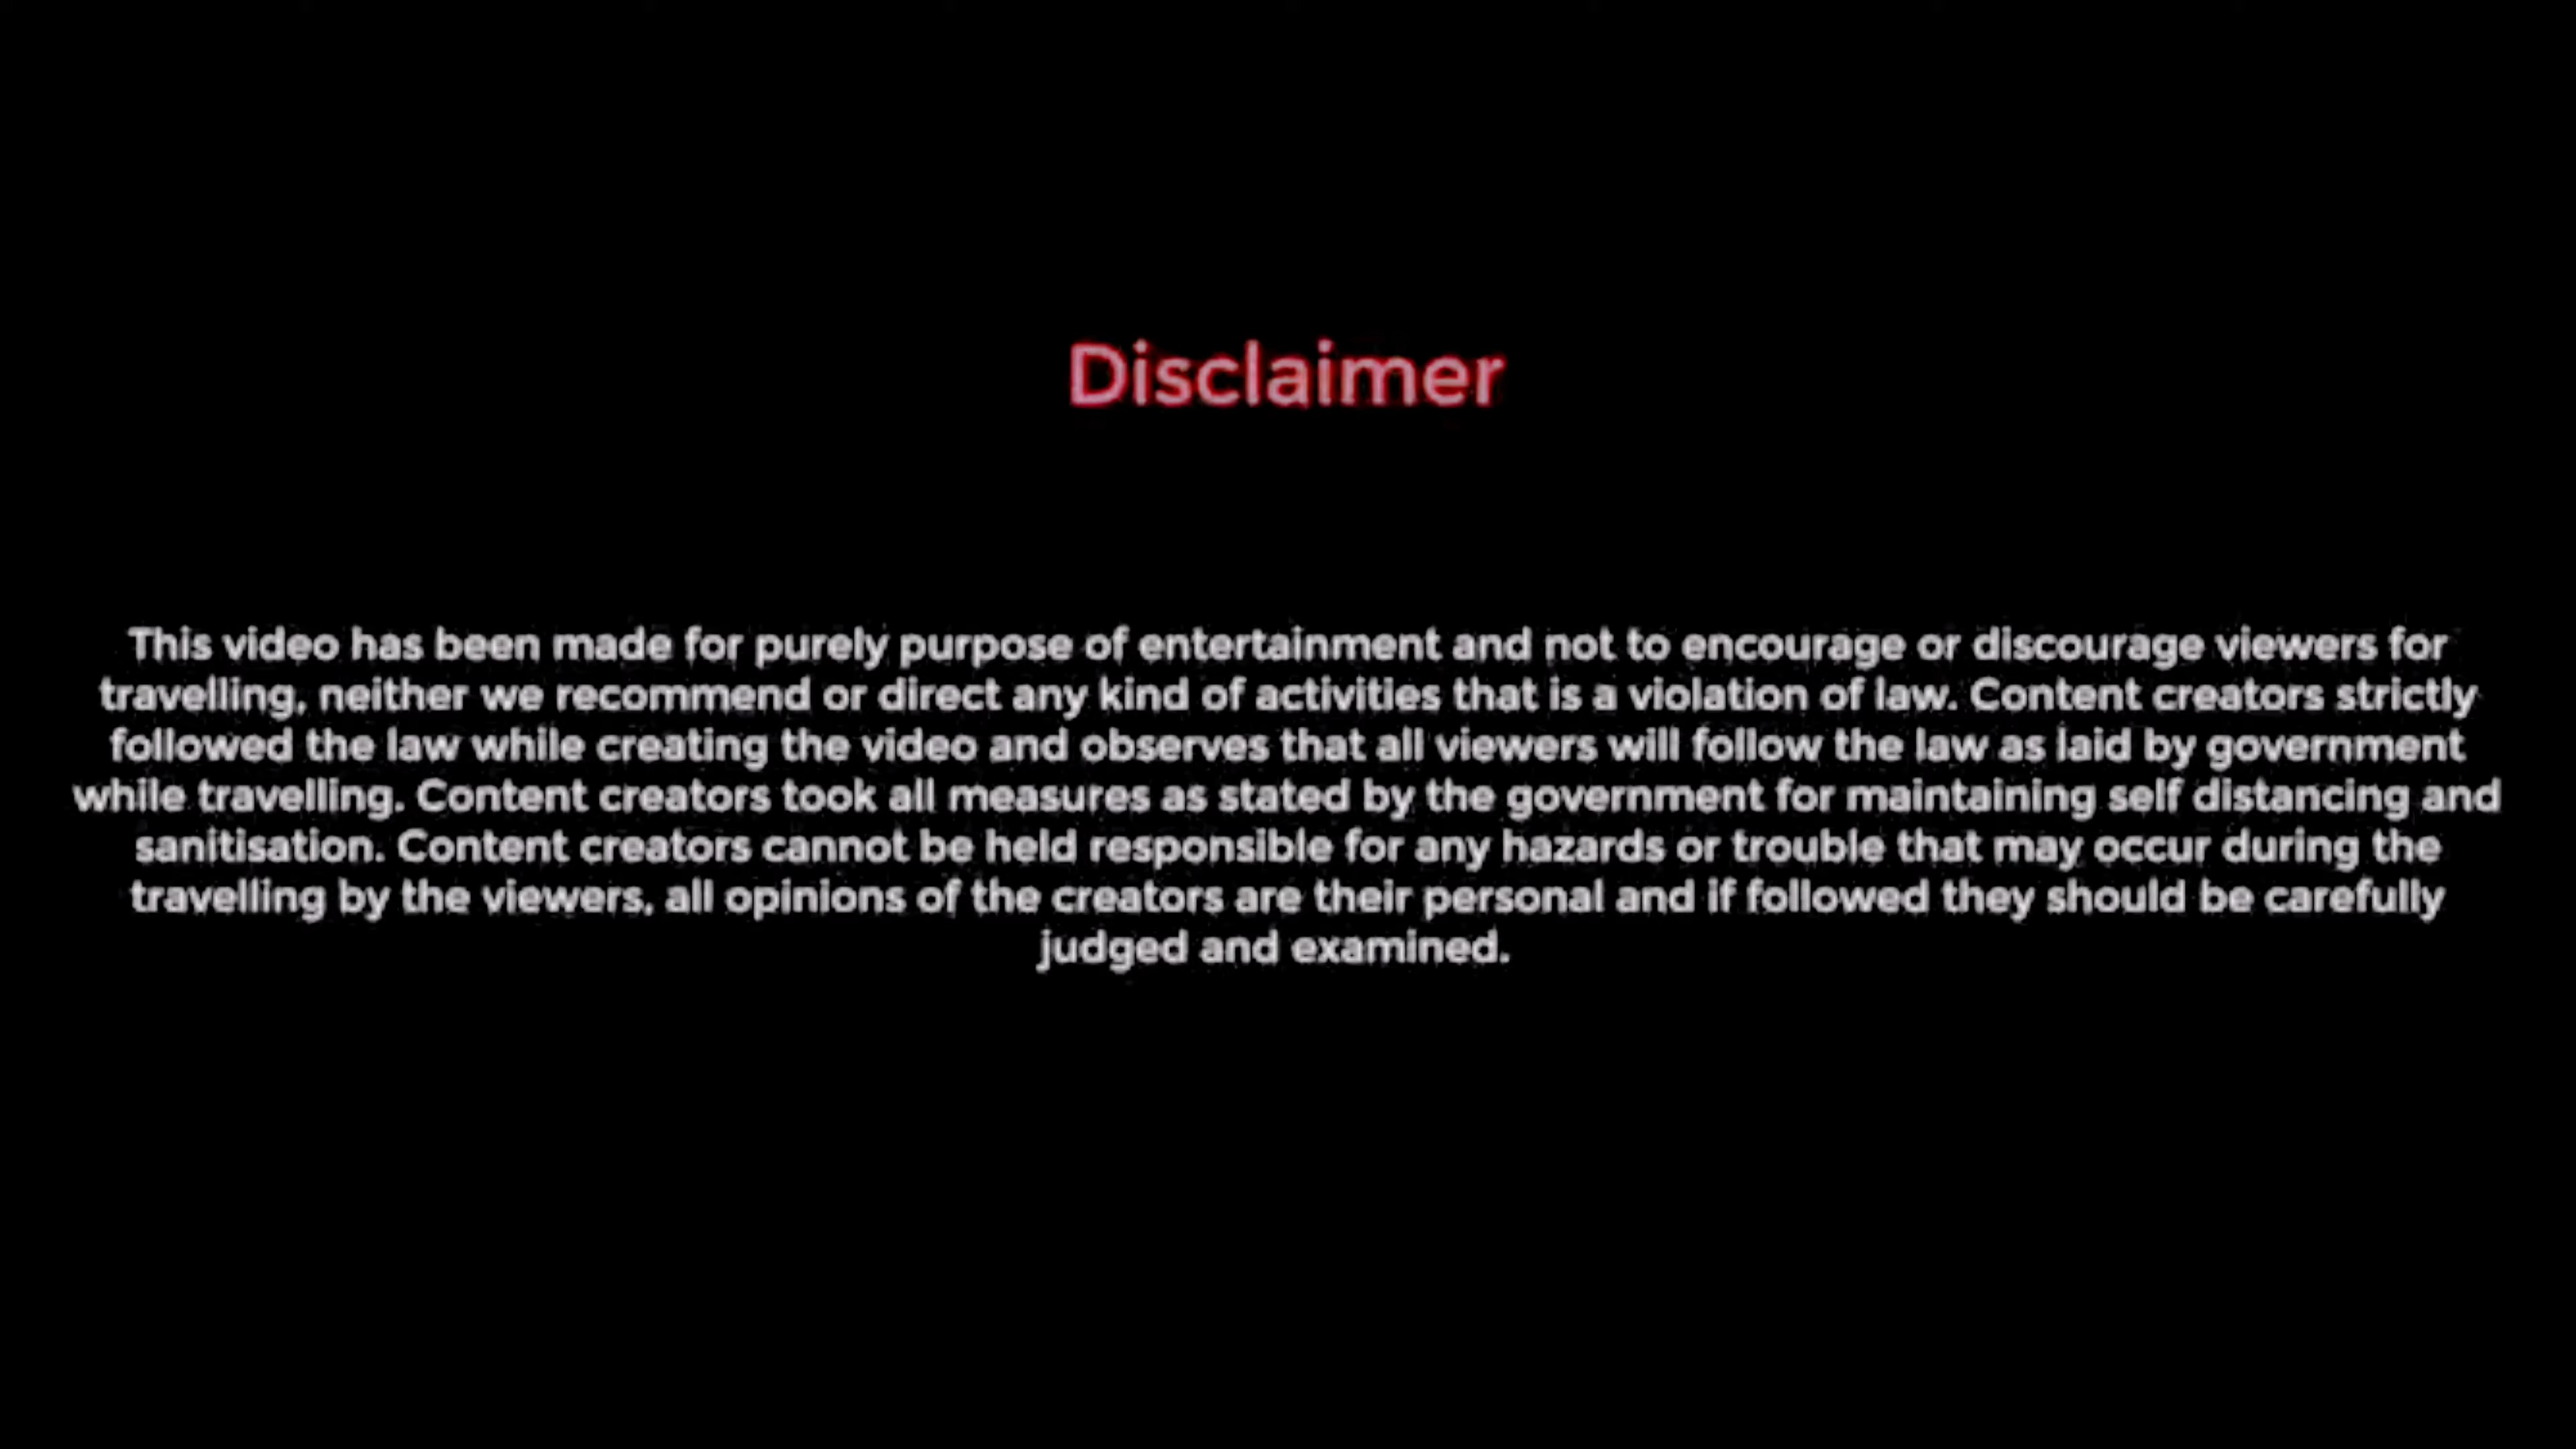 Disclaimer
This video has been made for purely purpose of entertainment and not to encourage or discourage viewers for
travelling, neither we recommend or direct any kind of activities that is a violation of law. Content creators strictly
followed the law while creating the video and observes that all viewers will follow the law as laid by government
while travelling. Content creators took all measures as stated by the government for maintaining self distancing and
sanitisation. Content creators cannot be held responsible for any hazards or trouble that may occur during the
travelling by the viewers, all opinions of the creators are their personal and if followed they should be carefully
judged and examined.